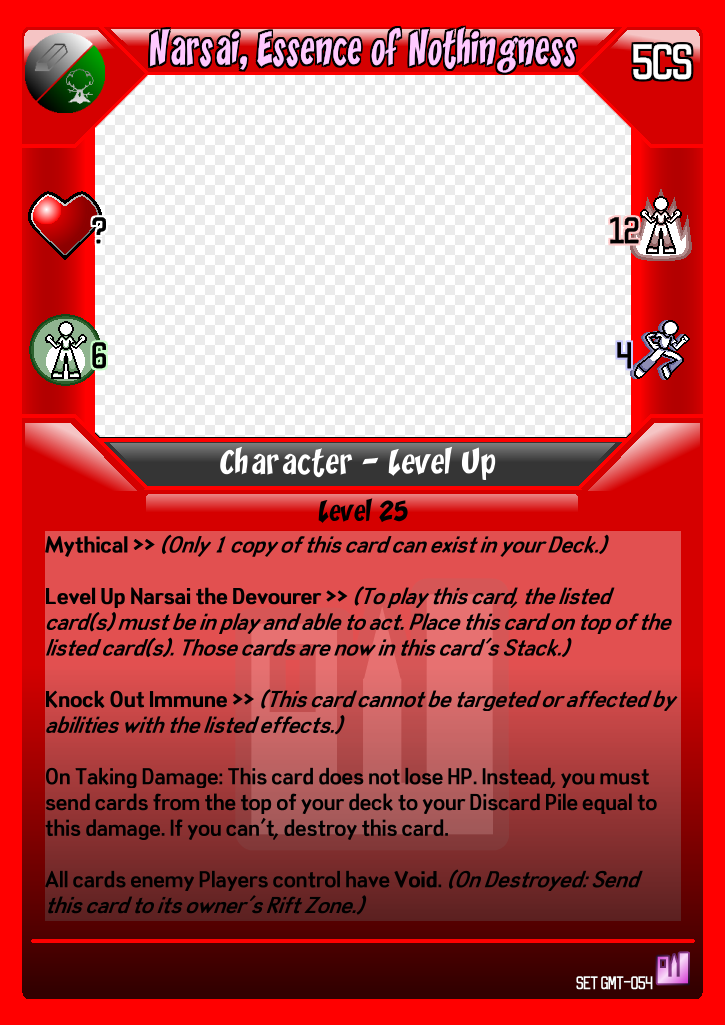 Narsai, Essence of Nothingness
5CS
?
12
6
4
Character - Level Up
Level 25
Mythical >> (Only 1 copy of this card can exist in your Deck.)
Level Up Narsai the Devourer >> (To play this card, the listed
card(s) must be in play and able to act. Place this card on top of the
listed card(s). Those cards are now in this card's Stack.)
Knock Out Immune >> (This card cannot be targeted or affected by
abilities with the listed effects.)
On Taking Damage: This card does not lose HP. Instead, you must
send cards from the top of your deck to your Discard Pile equal to
this damage. If you can't, destroy this card.
All cards enemy Players control have Void. (On Destroyed: Send
this card to its owner's Rift Zone.)
SET GMT-054